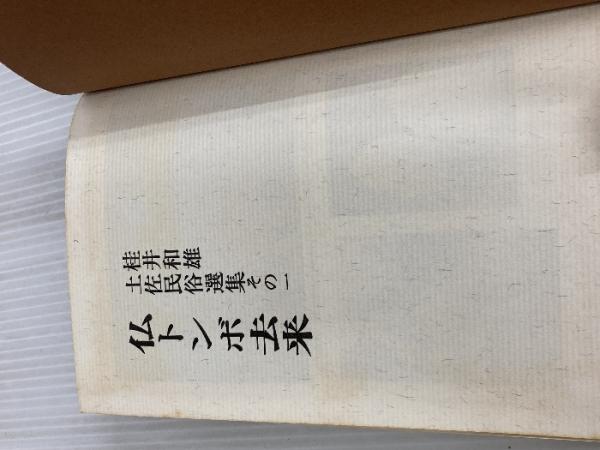 桂井和雄
土佐民俗選集その一
仏トンボ去来